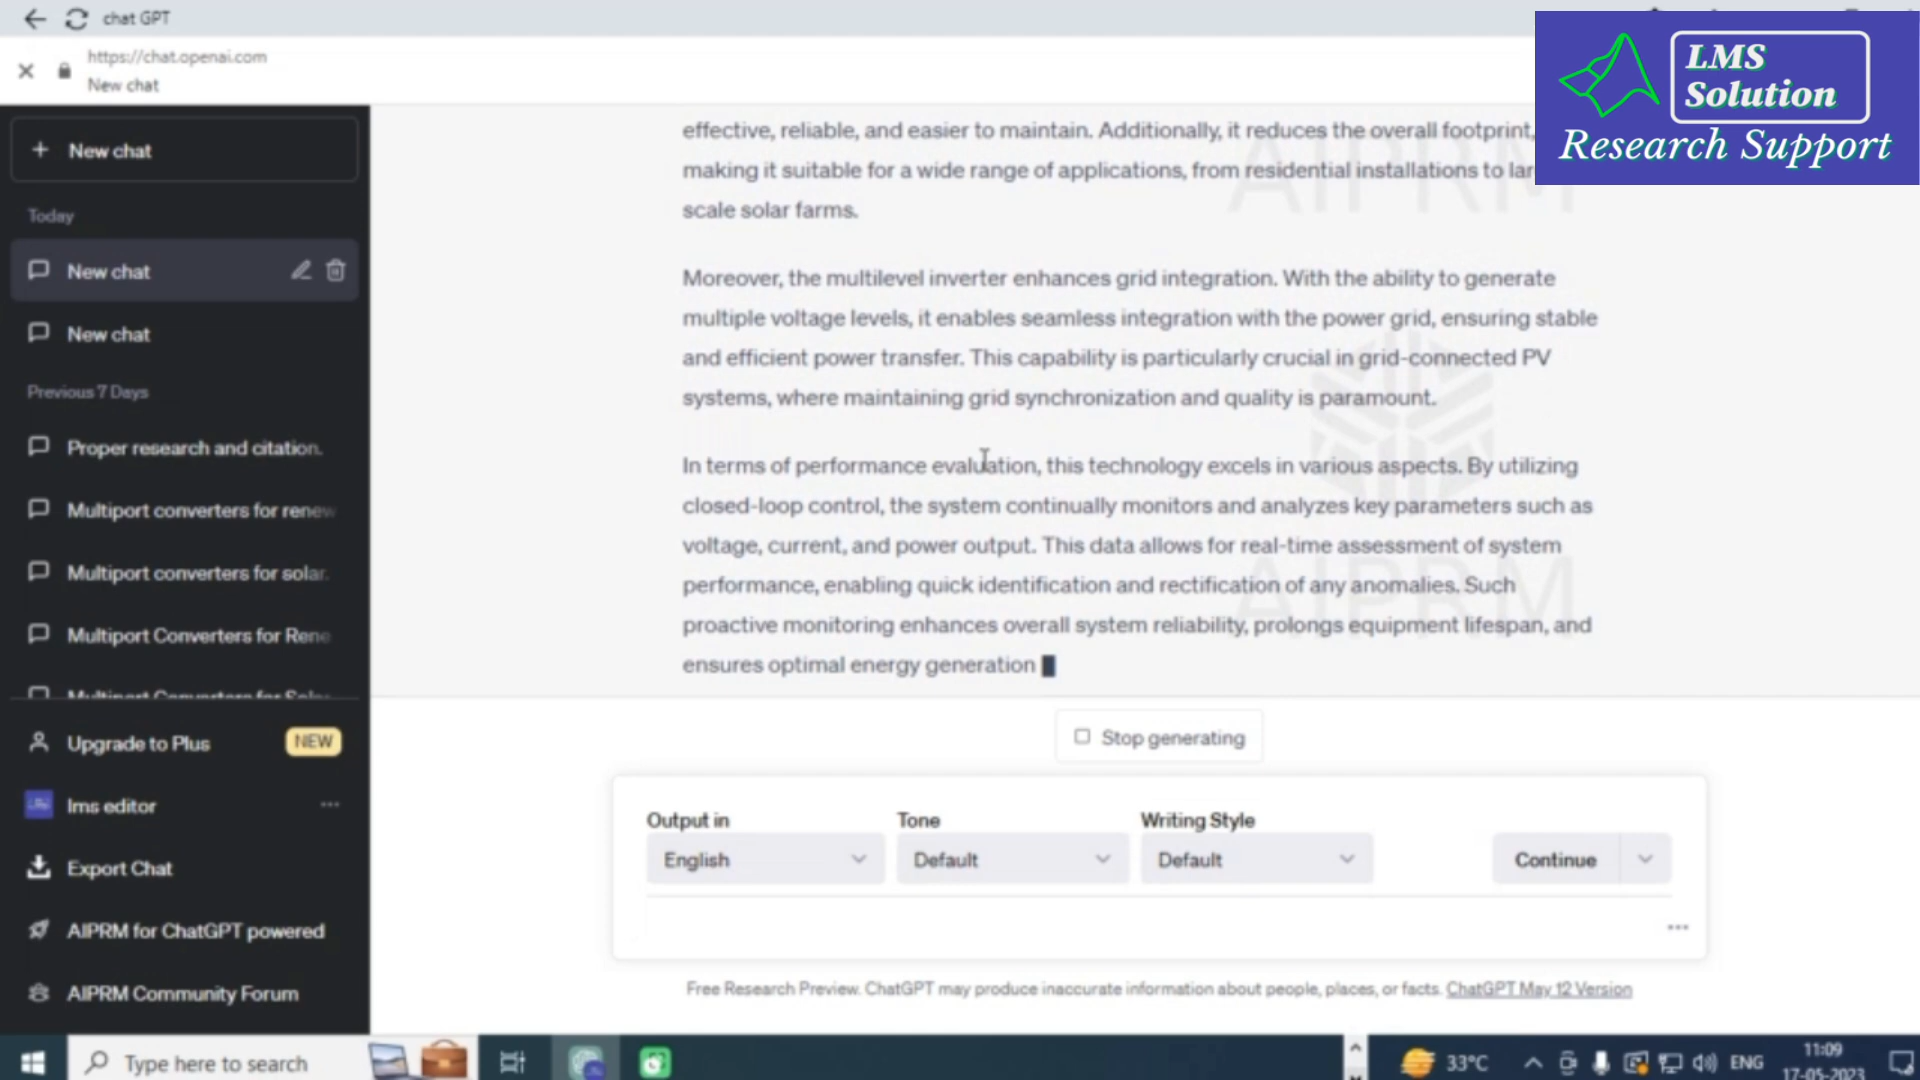 chat GPT
https://chat.openai.com
New chat
LMS
Solution
Research Support
New chat
Today
New chat
New chat
Previous 7 Days
Proper research and citation.
Multiport converters for renew
Multiport converters for solar.
Multiport Converters for Rene
Multiport Converters for Solar
Upgrade to Plus
NEW
lms editor
Export Chat
AIPRM for ChatGPT powered
AIPRM Community Forum
effective, reliable, and easier to maintain. Additionally, it reduces the overall footprint,
making it suitable for a wide range of applications, from residential installations to lar
scale solar farms.
Moreover, the multilevel inverter enhances grid integration. With the ability to generate
multiple voltage levels, it enables seamless integration with the power grid, ensuring stable
and efficient power transfer. This capability is particularly crucial in grid-connected PV
systems, where maintaining grid synchronization and quality is paramount.
In terms of performance evaluation, this technology excels in various aspects. By utilizing
closed-loop control, the system continually monitors and analyzes key parameters such as
voltage, current, and power output. This data allows for real-time assessment of system
performance, enabling quick identification and rectification of any anomalies. Such
proactive monitoring enhances overall system reliability, prolongs equipment lifespan, and
ensures optimal energy generation
AIPRM
AIPRM
Stop generating
Output in
Tone
Writing Style
English
Default
Default
Continue
Free Research Preview. ChatGPT may produce inaccurate information about people, places, or facts. ChatGPT May 12 Version
Type here to search
33°C
ENG
11:09
17-05-2023